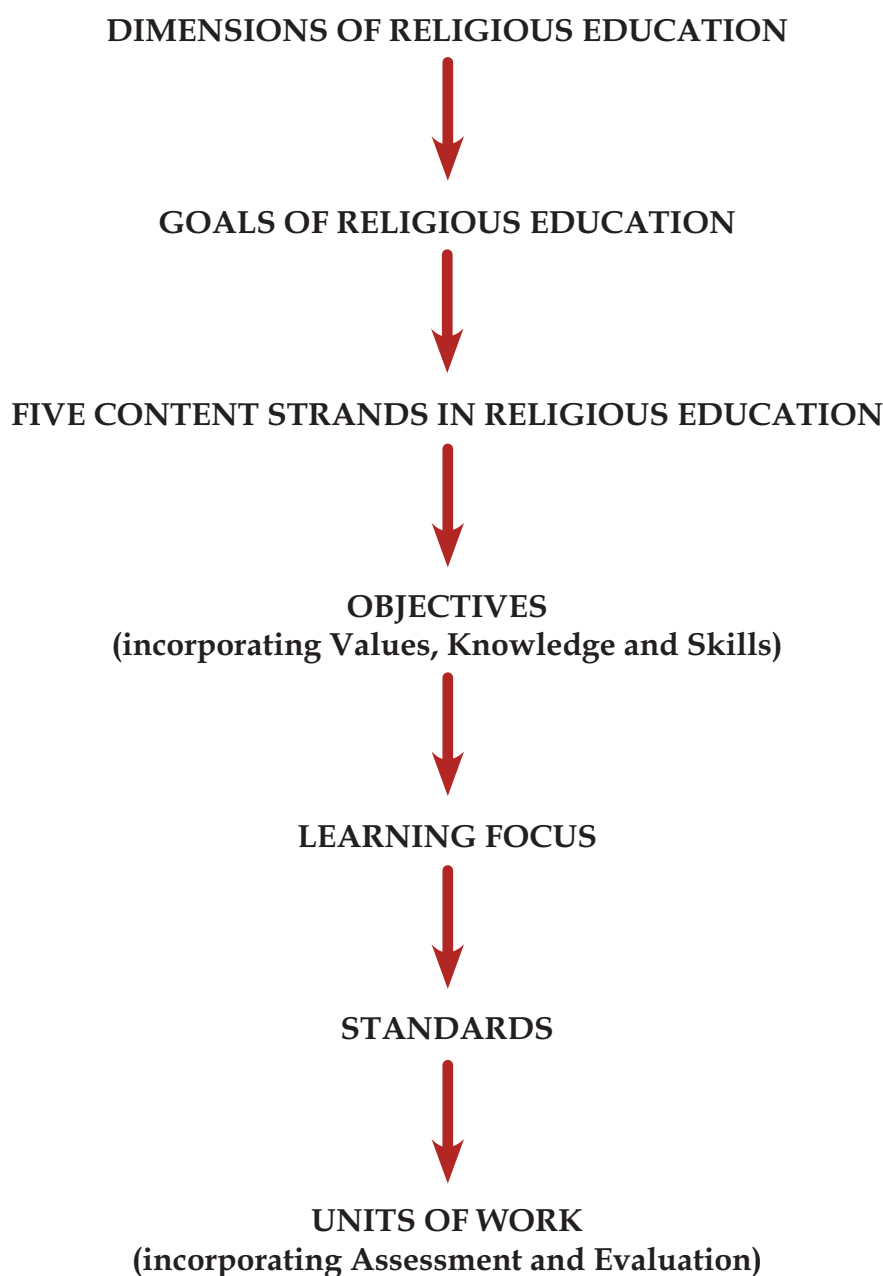 DIMENSIONS OF RELIGIOUS EDUCATION
GOALS OF RELIGIOUS EDUCATION
FIVE CONTENT STRANDS IN RELIGIOUS EDUCATION
OBJECTIVES
(incorporating Values, Knowledge and Skills)
LEARNING FOCUS
STANDARDS
UNITS OF WORK
(incorporating Assessment and Evaluation)